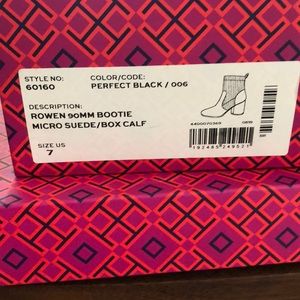 STYLE NO:
60160
COLOR/CODE:
PERFECT BLACK / 006
DESCRIPTION:
ROWEN 90MM BOOTIE
MICRO SUEDE/BOX CALF
SIZE US
7
192485249021